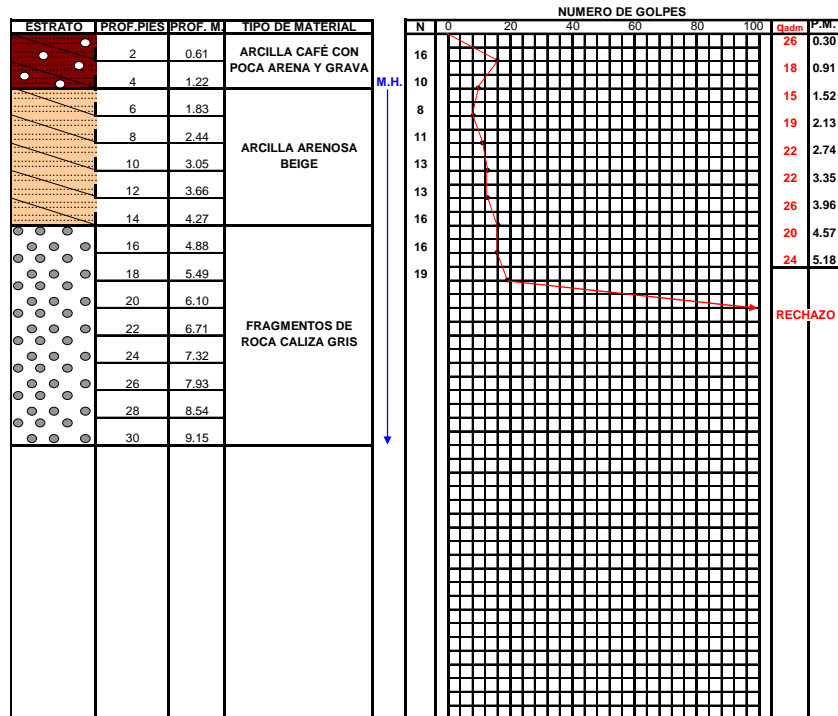 NUMERO DE GOLPES
ESTRATO PROF.PIES PROF. M. TIPO DE MATERIAL N 0 20 40 60 80 100 qadm P.M.
26 0.30
2 0.61 ARCILLA CAFÉ CON 16
POCA ARENA Y GRAVA 18 0.91
4 1.22 M.H. 10
15 1.52
6 1.83 8
19 2.13
8 2.44 11
ARCILLA ARENOSA 22 2.74
BEIGE
10 3.05 13
22 3.35
12 3.66 13
26 3.96
14 4.27 16
20 4.57
16 4.88 16
24 5.18
18 5.49 19
20 6.10
RECHAZO
22 6.71 FRAGMENTOS DE
ROCA CALIZA GRIS
24 7.32
26 7.93
28 8.54
30 9.15